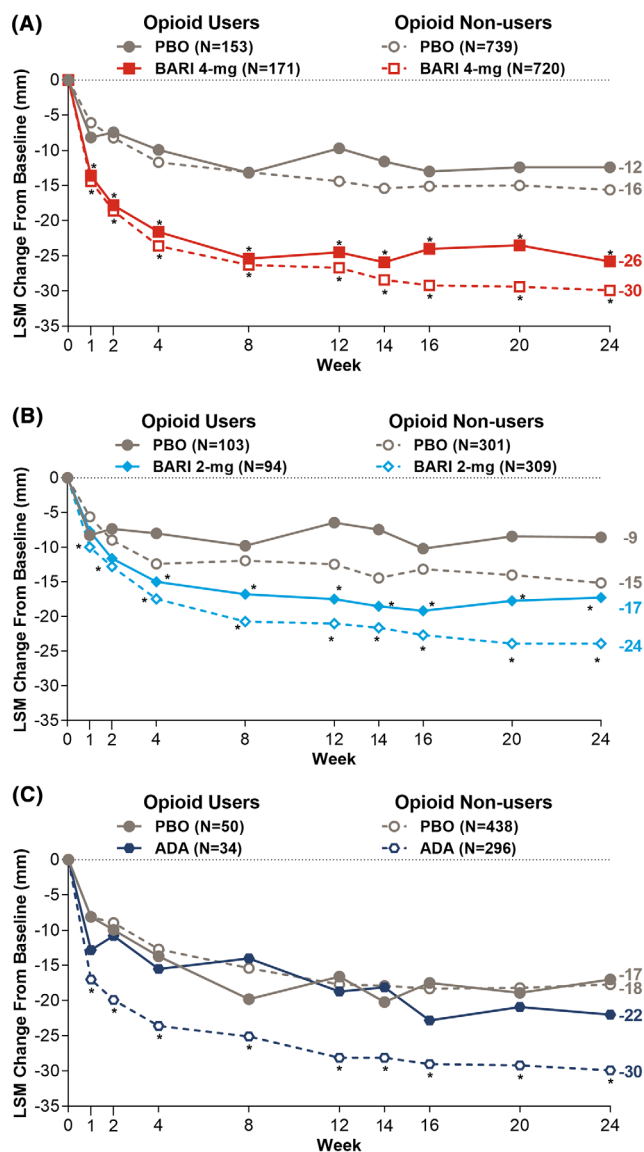 (A)
Opioid Users Opioid Non-users
PBO (N=153) PBO (N=739)
BARI 4-mg (N=171) BARI 4-mg (N=720)
LSM Change From Baseline (mm)
0
-5
-10
-15
-20
-25
-30
-35
-12
-16
* * * * * * * * *
* * * * * * * * *
-26
-30
0 1 2 4 8 12 14 16 20 24
Week
(B)
Opioid Users Opioid Non-users
PBO (N=103) PBO (N=301)
BARI 2-mg (N=94) BARI 2-mg (N=309)
LSM Change From Baseline (mm)
0
-5
-10
-15
-20
-25
-30
-35
-9
-15
-17
-24
* * * * * * * * *
* * * * * * *
0 1 2 4 8 12 14 16 20 24
Week
(C)
Opioid Users Opioid Non-users
PBO (N=50) PBO (N=438)
ADA (N=34) ADA (N=296)
LSM Change From Baseline (mm)
0
-5
-10
-15
-20
-25
-30
-35
-17
-18
-22
-30
* * * * * * * * *
0 1 2 4 8 12 14 16 20 24
Week